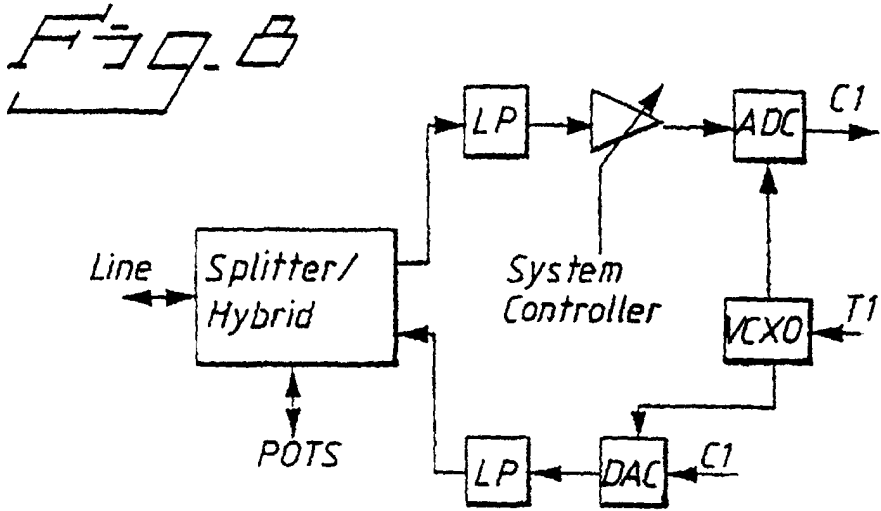 Fig. 8
LP
ADC
C1
Line
Splitter/
Hybrid
System
Controller
VCXO
T1
POTS
LP
DAC
C1